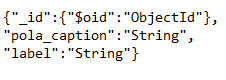 {"_id":{"$oid":"ObjectId"},
"pola_caption":"String",
"label":"String"}